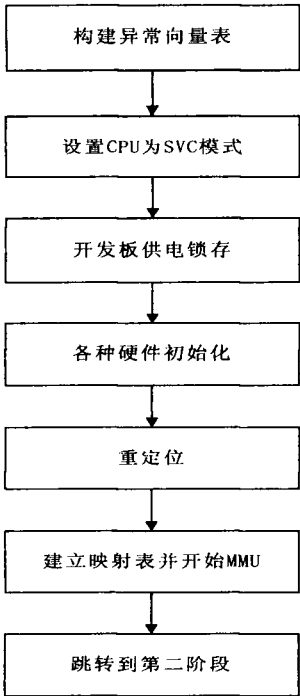 构建异常向量表
设置CPU为SVC模式
开发板供电锁存
各种硬件初始化
重定位
建立映射表并开始MMU
跳转到第二阶段